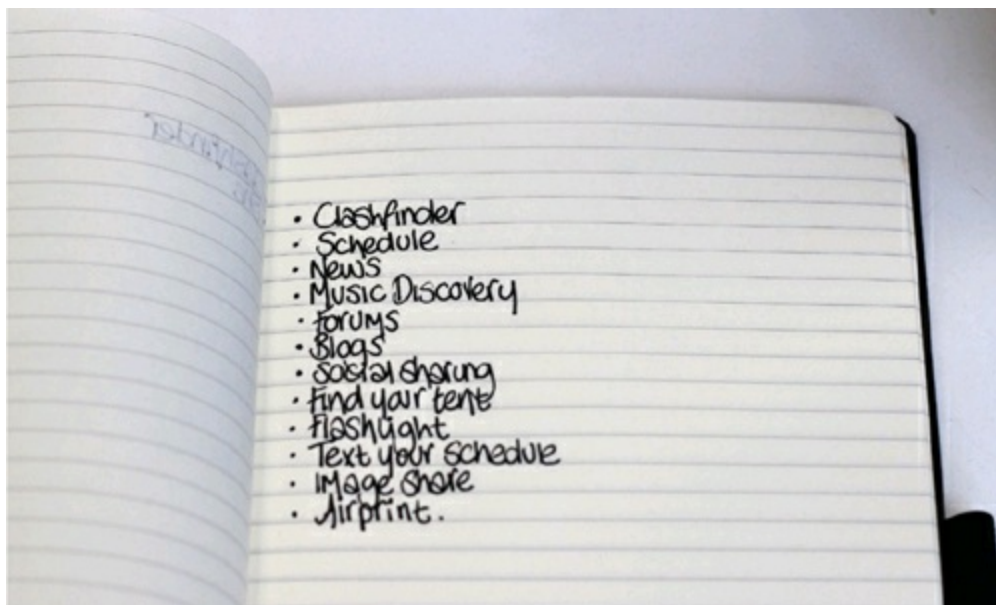 • Clashfinder
• Schedule
• News
• Music Discovery
• Forums
• Blogs
• Social sharing
• Find your tent
• Flashlight
• Text your schedule
• Image share
• Airprint.